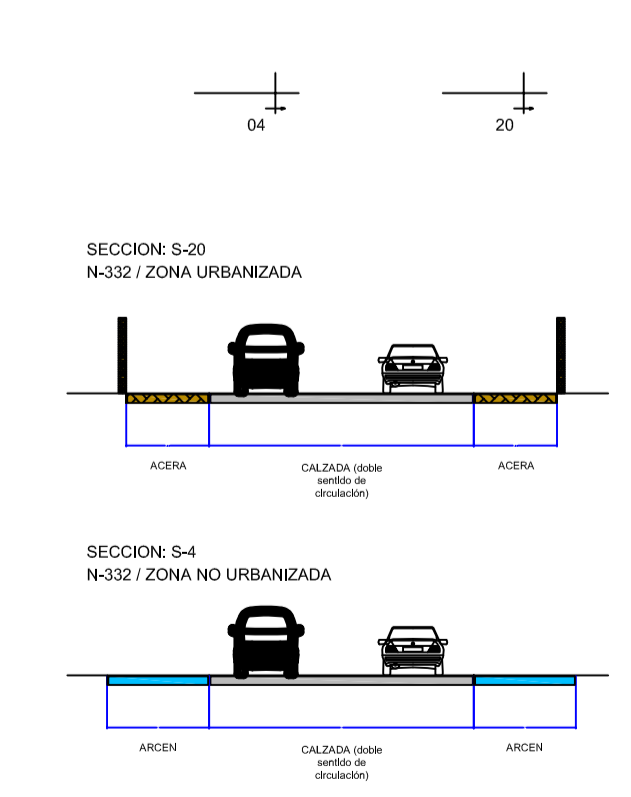 04
20
SECCION: S-20
N-332 / ZONA URBANIZADA
ACERA
CALZADA (doble
sentido de
circulación)
ACERA
SECCION: S-4
N-332 / ZONA NO URBANIZADA
ARCEN
CALZADA (doble
sentido de
circulación)
ARCEN